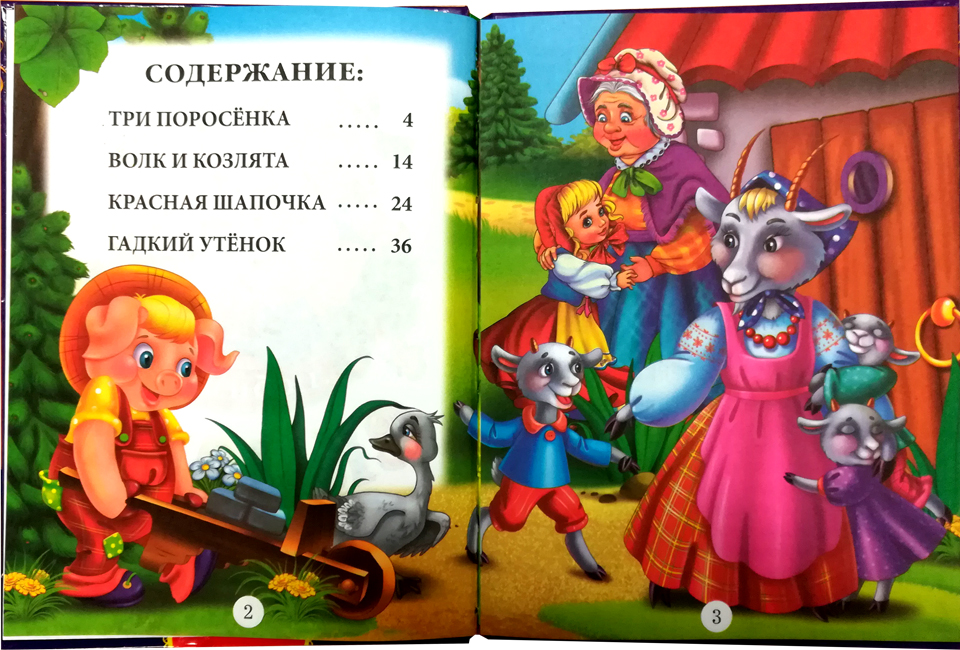 СОДЕРЖАНИЕ:
ТРИ ПОРОСЁНКА ..... 4
ВОЛК И КОЗЛЯТА ..... 14
КРАСНАЯ ШАПОЧКА ..... 24
ГАДКИЙ УТЁНОК ..... 36
2
3